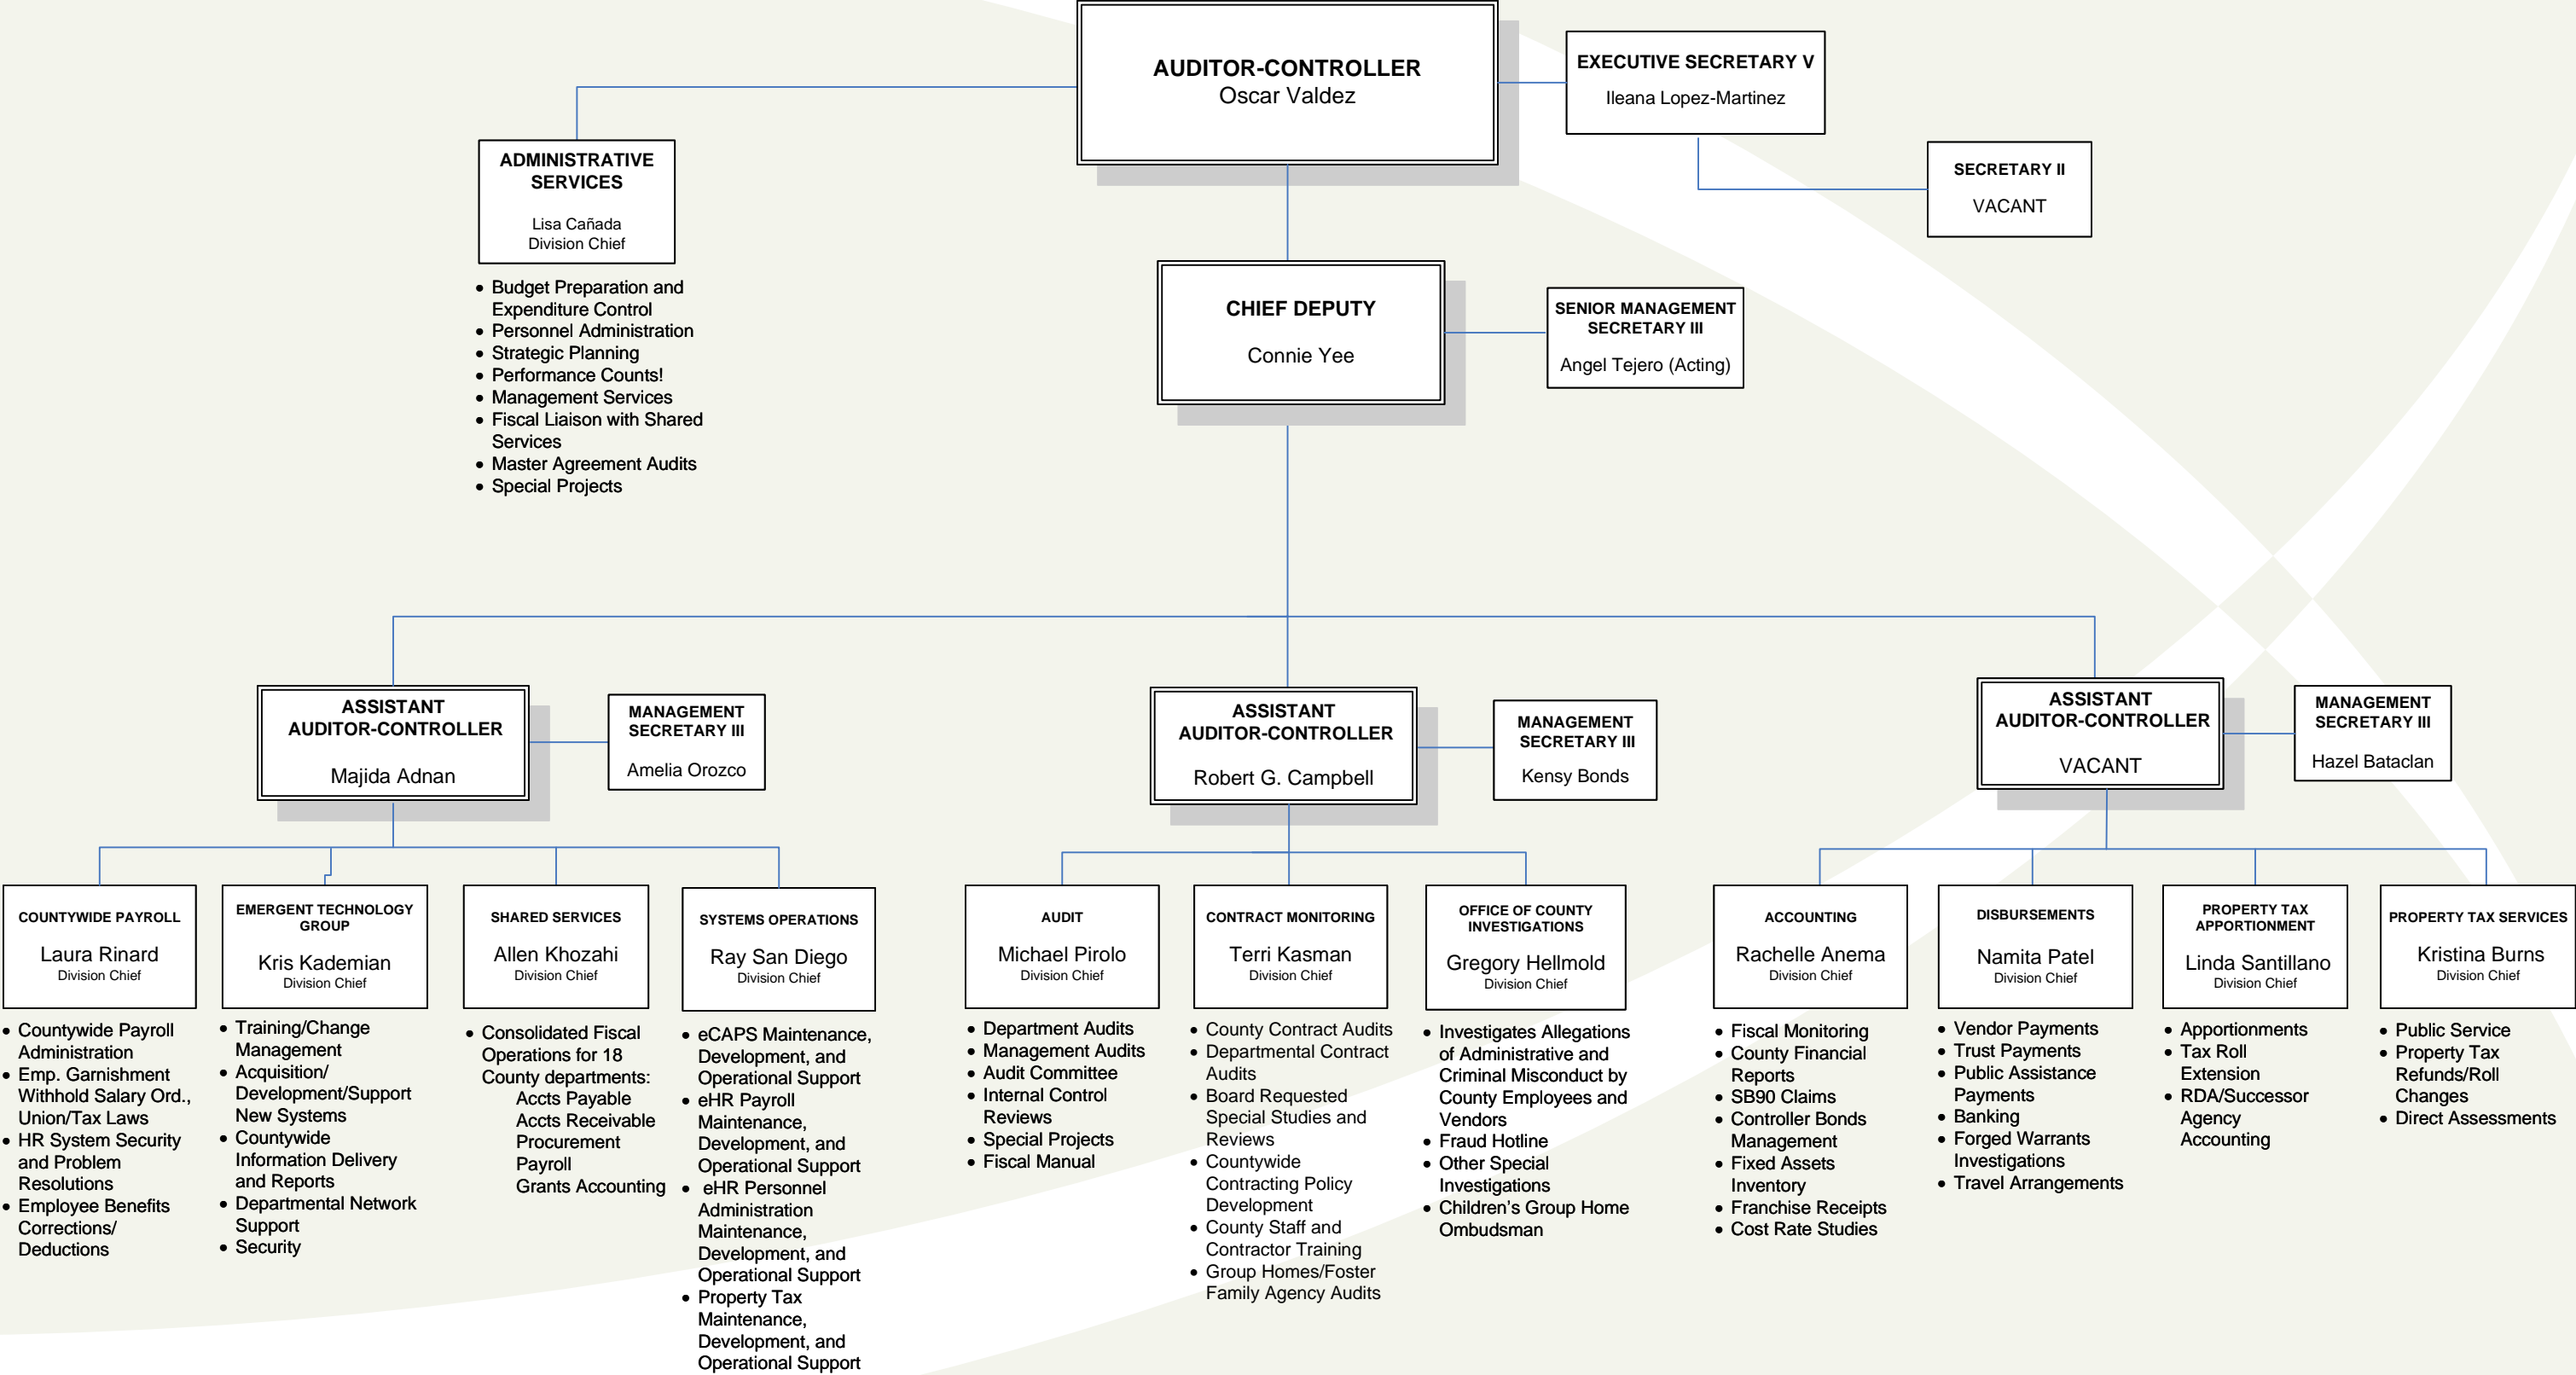 AUDITOR-CONTROLLER
Oscar Valdez
EXECUTIVE SECRETARY V
Ileana Lopez-Martinez
SECRETARY II
VACANT
ADMINISTRATIVE
SERVICES
Lisa Cañada
Division Chief
• Budget Preparation and
Expenditure Control
• Personnel Administration
• Strategic Planning
• Performance Counts!
• Management Services
• Fiscal Liaison with Shared
Services
• Master Agreement Audits
• Special Projects
CHIEF DEPUTY
Connie Yee
SENIOR MANAGEMENT
SECRETARY III
Angel Tejero (Acting)
ASSISTANT
AUDITOR-CONTROLLER
Majida Adnan
MANAGEMENT
SECRETARY III
Amelia Orozco
ASSISTANT
AUDITOR-CONTROLLER
Robert G. Campbell
MANAGEMENT
SECRETARY III
Kensy Bonds
ASSISTANT
AUDITOR-CONTROLLER
VACANT
MANAGEMENT
SECRETARY III
Hazel Bataclan
COUNTYWIDE PAYROLL
Laura Rinard
Division Chief
• Countywide Payroll
Administration
• Emp. Garnishment
Withhold Salary Ord.,
Union/Tax Laws
• HR System Security
and Problem
Resolutions
• Employee Benefits
Corrections/
Deductions
EMERGENT TECHNOLOGY
GROUP
Kris Kademian
Division Chief
• Training/Change
Management
• Acquisition/
Development/Support
New Systems
• Countywide
Information Delivery
and Reports
• Departmental Network
Support
• Security
SHARED SERVICES
Allen Khozahi
Division Chief
• Consolidated Fiscal
Operations for 18
County departments:
Accts Payable
Accts Receivable
Procurement
Payroll
Grants Accounting
SYSTEMS OPERATIONS
Ray San Diego
Division Chief
• eCAPS Maintenance,
Development, and
Operational Support
• eHR Payroll
Maintenance,
Development, and
Operational Support
• eHR Personnel
Administration
Maintenance,
Development, and
Operational Support
• Property Tax
Maintenance,
Development, and
Operational Support
AUDIT
Michael Pirolo
Division Chief
• Department Audits
• Management Audits
• Audit Committee
• Internal Control
Reviews
• Special Projects
• Fiscal Manual
CONTRACT MONITORING
Terri Kasman
Division Chief
• County Contract Audits
• Departmental Contract
Audits
• Board Requested
Special Studies and
Reviews
• Countywide
Contracting Policy
Development
• County Staff and
Contractor Training
• Group Homes/Foster
Family Agency Audits
OFFICE OF COUNTY
INVESTIGATIONS
Gregory Hellmold
Division Chief
• Investigates Allegations
of Administrative and
Criminal Misconduct by
County Employees and
Vendors
• Fraud Hotline
• Other Special
Investigations
• Children’s Group Home
Ombudsman
ACCOUNTING
Rachelle Anema
Division Chief
• Fiscal Monitoring
• County Financial
Reports
• SB90 Claims
• Controller Bonds
Management
• Fixed Assets
Inventory
• Franchise Receipts
• Cost Rate Studies
DISBURSEMENTS
Namita Patel
Division Chief
• Vendor Payments
• Trust Payments
• Public Assistance
Payments
• Banking
• Forged Warrants
Investigations
• Travel Arrangements
PROPERTY TAX
APPORTIONMENT
Linda Santillano
Division Chief
• Apportionments
• Tax Roll
Extension
• RDA/Successor
Agency
Accounting
PROPERTY TAX SERVICES
Kristina Burns
Division Chief
• Public Service
• Property Tax
Refunds/Roll
Changes
• Direct Assessments